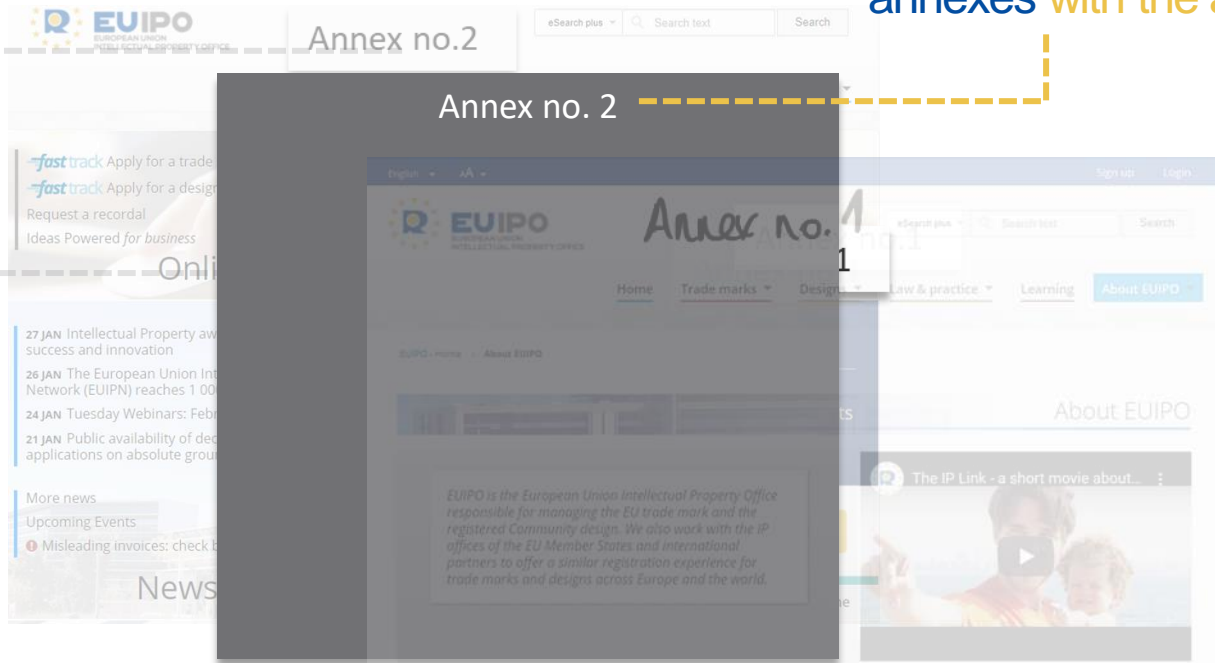 annexes with the a
EUIPO
EUROPEAN UNION
INTELLECTUAL PROPERTY OFFICE
Annex no.2
eSearch plus
Search text
Search
Annex no. 2
fast track Apply for a trade
fast track Apply for a design
Request a recordal
Ideas Powered for business
Onli
English
AA
Sign up
Login
EUIPO
EUROPEAN UNION
INTELLECTUAL PROPERTY OFFICE
Annex no. 1
Annex no.1
1
eSearch plus
Search text
Search
Home
Trade marks
Designs
Law & practice
Learning
About EUIPO
27 JAN Intellectual Property aw
success and innovation
26 JAN The European Union Int
Network (EUIPN) reaches 1 00
24 JAN Tuesday Webinars: Febr
21 JAN Public availability of dec
applications on absolute grou
EUIPO - Home
About EUIPO
ts
About EUIPO
The IP Link - a short movie about...
EUIPO is the European Union Intellectual Property Office
responsible for managing the EU trade mark and the
registered Community design. We also work with the IP
offices of the EU Member States and international
partners to offer a similar registration experience for
trade marks and designs across Europe and the world.
More news
Upcoming Events
Misleading invoices: check b
News
ne